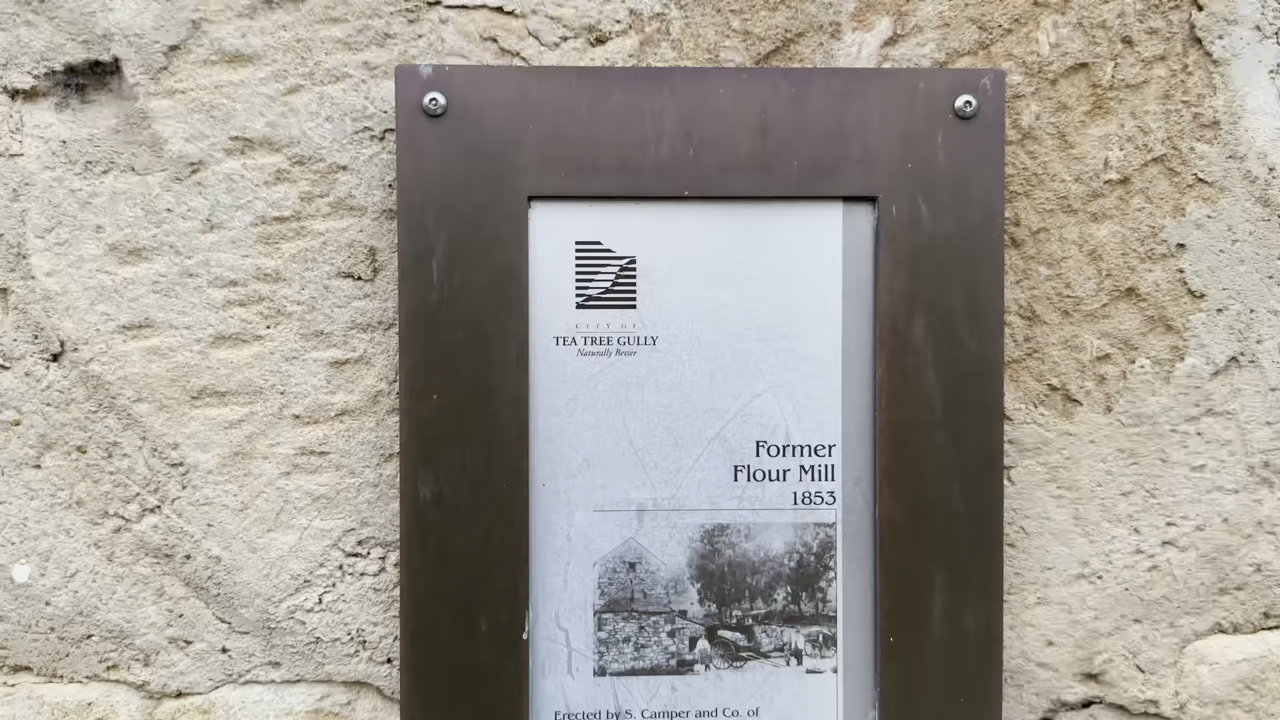 CITY OF
TEA TREE GULLY
Naturally Better
Former
Flour Mill
1853
Erected by S. Camper and Co. of